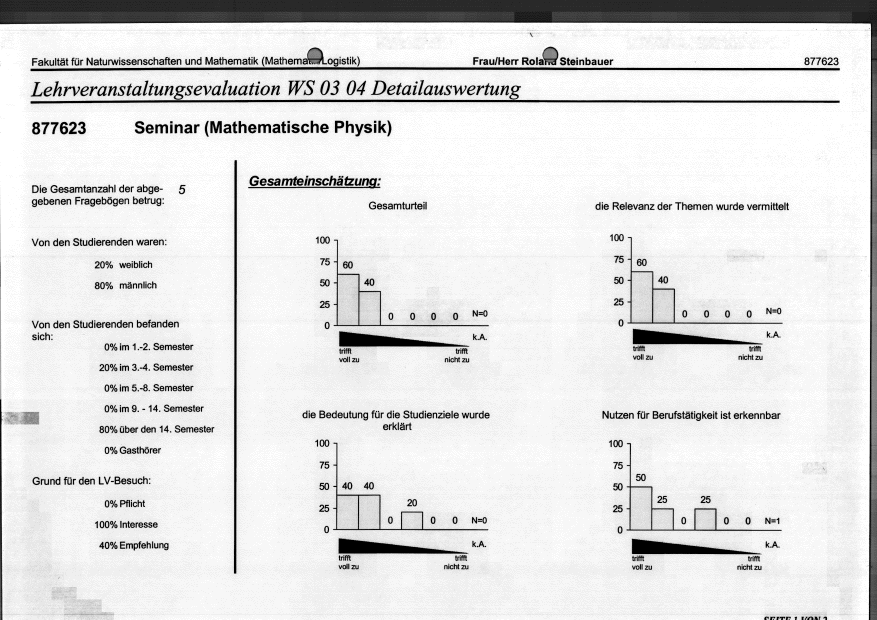 Fakultät für Naturwissenschaften und Mathematik (Mathemati Logistik) Frau/Herr Roland Steinbauer 877623
Lehrveranstaltungsevaluation WS 03 04 Detailauswertung
877623 Seminar (Mathematische Physik)
Die Gesamtanzahl der abge- 5
gebenen Fragebögen betrug:
Von den Studierenden waren:
20% weiblich
80% männlich
Von den Studierenden befanden
sich:
0% im 1.-2. Semester
20% im 3.-4. Semester
0% im 5.-8. Semester
0% im 9. - 14. Semester
80% über den 14. Semester
0% Gasthörer
Grund für den LV-Besuch:
0% Pflicht
100% Interesse
40% Empfehlung
Gesamteinschätzung:
Gesamturteil
100
75
50
25
0
60 40 0 0 0 0 N=0
k.A.
trifft trifft
voll zu nicht zu
die Relevanz der Themen wurde vermittelt
100
75
50
25
0
60 40 0 0 0 0 N=0
k.A.
trifft trifft
voll zu nicht zu
die Bedeutung für die Studienziele wurde
erklärt
100
75
50
25
0
40 40 0 20 0 0 N=0
k.A.
trifft trifft
voll zu nicht zu
Nutzen für Berufstätigkeit ist erkennbar
100
75
50
25
0
50 25 0 25 0 0 N=1
k.A.
trifft trifft
voll zu nicht zu
SEITE 1 VON 2